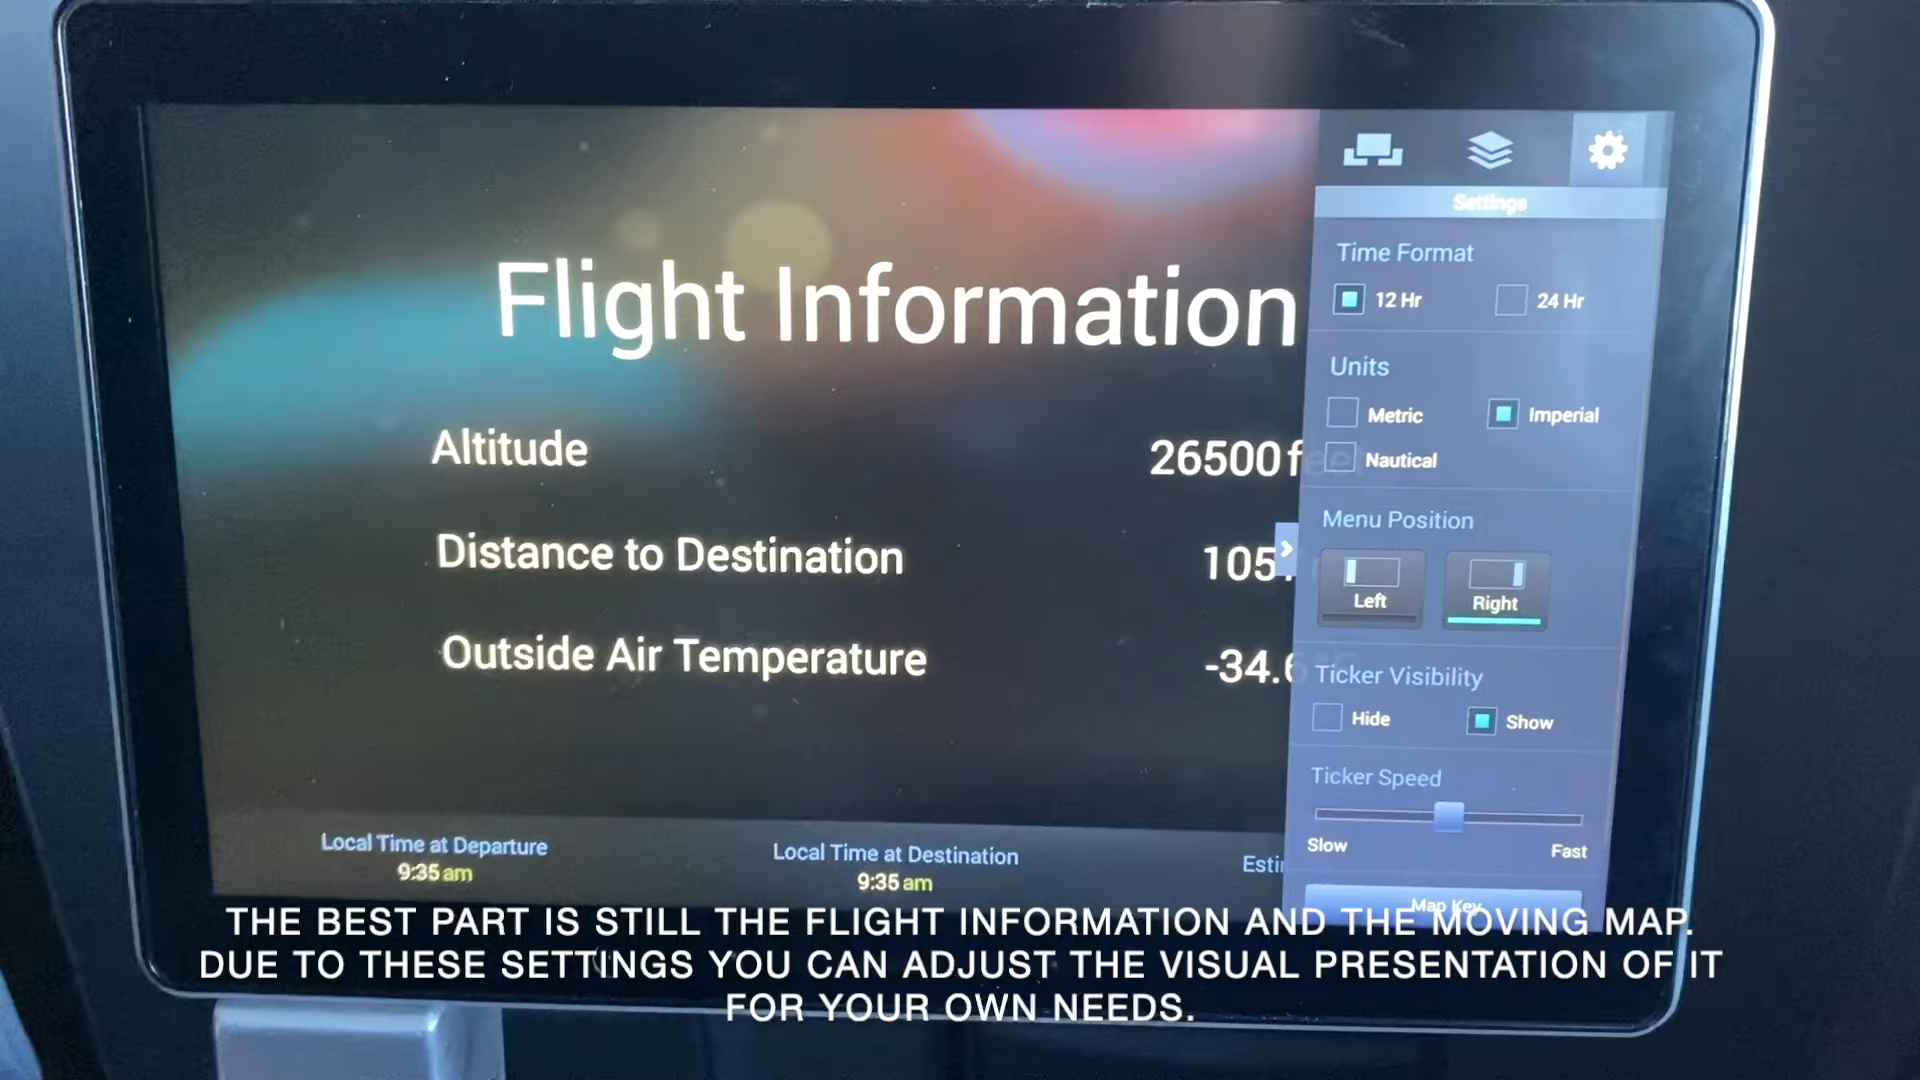 Settings
Time Format
12 Hr 24 Hr
Flight Information
Units
Metric Imperial
Altitude 26500 feet
Nautical
Menu Position
Distance to Destination 105
Left Right
Outside Air Temperature -34.6
Ticker Visibility
Hide Show
Ticker Speed
Slow Fast
Local Time at Departure Local Time at Destination
9:35 am 9:35 am
Map Key
THE BEST PART IS STILL THE FLIGHT INFORMATION AND THE MOVING MAP.
DUE TO THESE SETTINGS YOU CAN ADJUST THE VISUAL PRESENTATION OF IT
FOR YOUR OWN NEEDS.